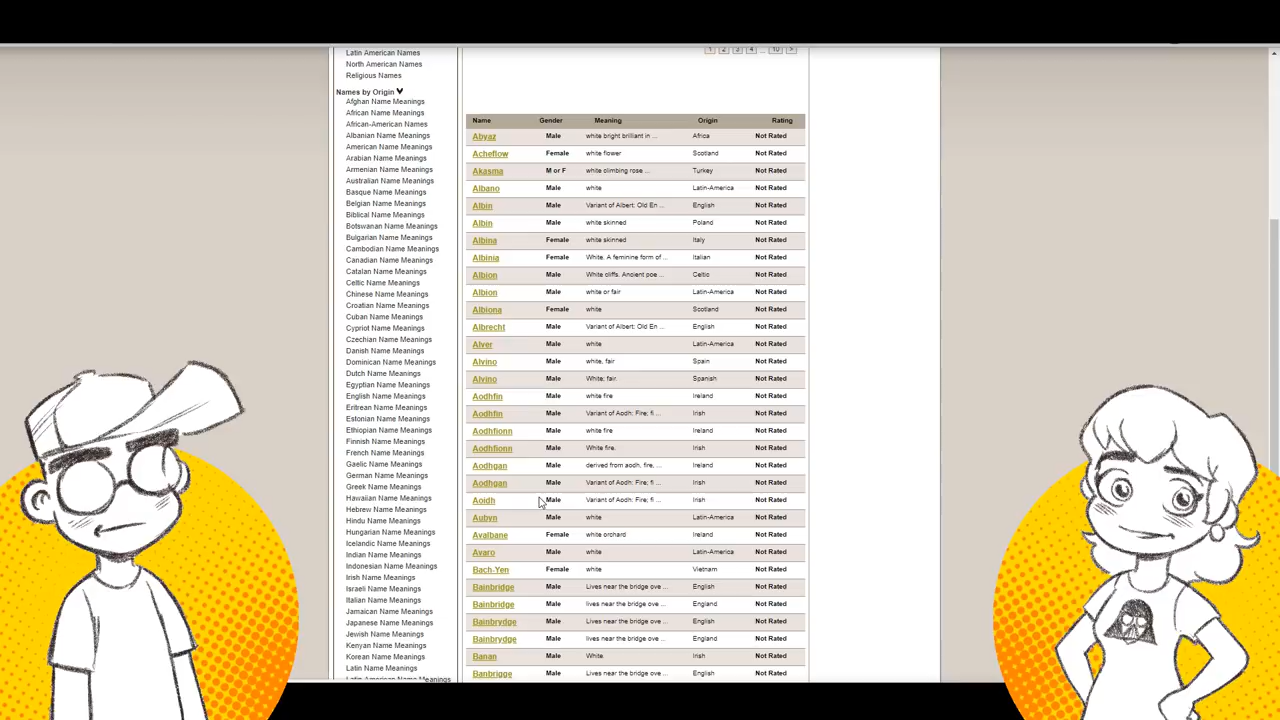 Latin American Names
North American Names
Religious Names
Names by Origin
Afghan Name Meanings
African Name Meanings
African-American Names
Albanian Name Meanings
American Name Meanings
Arabian Name Meanings
Armenian Name Meanings
Australian Name Meanings
Basque Name Meanings
Belgian Name Meanings
Biblical Name Meanings
Botswanan Name Meanings
Bulgarian Name Meanings
Cambodian Name Meanings
Canadian Name Meanings
Catalan Name Meanings
Celtic Name Meanings
Chinese Name Meanings
Croatian Name Meanings
Cuban Name Meanings
Cypriot Name Meanings
Czechian Name Meanings
Danish Name Meanings
Dominican Name Meanings
Dutch Name Meanings
Egyptian Name Meanings
English Name Meanings
Eritrean Name Meanings
Estonian Name Meanings
Ethiopian Name Meanings
Finnish Name Meanings
French Name Meanings
Gaelic Name Meanings
German Name Meanings
Greek Name Meanings
Hawaiian Name Meanings
Hebrew Name Meanings
Hindu Name Meanings
Hungarian Name Meanings
Icelandic Name Meanings
Indian Name Meanings
Indonesian Name Meanings
Irish Name Meanings
Israeli Name Meanings
Italian Name Meanings
Jamaican Name Meanings
Japanese Name Meanings
Jewish Name Meanings
Kenyan Name Meanings
Korean Name Meanings
Latin Name Meanings
Latin American Name Meanings
1 2 3 4 ... 10 >
Name Gender Meaning Origin Rating
Abyaz Male white bright brilliant in ... Africa Not Rated
Acheflow Female white flower Scotland Not Rated
Akasma M or F white climbing rose ... Turkey Not Rated
Albano Male white Latin-America Not Rated
Albin Male Variant of Albert: Old En ... English Not Rated
Albin Male white skinned Poland Not Rated
Albina Female white skinned Italy Not Rated
Albinia Female White. A feminine form of ... Italian Not Rated
Albion Male White cliffs. Ancient poe ... Celtic Not Rated
Albion Male white or fair Latin-America Not Rated
Albiona Female white Scotland Not Rated
Albrecht Male Variant of Albert: Old En ... English Not Rated
Alver Male white Latin-America Not Rated
Alvino Male white, fair Spain Not Rated
Alvino Male White; fair. Spanish Not Rated
Aodhfin Male white fire Ireland Not Rated
Aodhfin Male Variant of Aodh: Fire; fi ... Irish Not Rated
Aodhfionn Male white fire Ireland Not Rated
Aodhfionn Male White fire. Irish Not Rated
Aodhgan Male derived from aodh, fire, ... Ireland Not Rated
Aodhgan Male Variant of Aodh: Fire; fi ... Irish Not Rated
Aoidh Male Variant of Aodh: Fire; fi ... Irish Not Rated
Aubyn Male white Latin-America Not Rated
Avalbane Female white orchard Ireland Not Rated
Avaro Male white Latin-America Not Rated
Bach-Yen Female white Vietnam Not Rated
Bainbridge Male Lives near the bridge ove ... English Not Rated
Bainbridge Male lives near the bridge ove ... England Not Rated
Bainbrydge Male Lives near the bridge ove ... English Not Rated
Bainbrydge Male lives near the bridge ove ... England Not Rated
Banan Male White. Irish Not Rated
Banbrigge Male Lives near the bridge ove ... English Not Rated